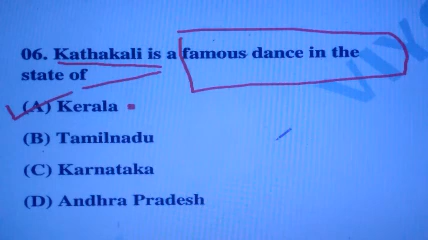 06. Kathakali is a famous dance in the
state of
(A) Kerala
(B) Tamilnadu
(C) Karnataka
(D) Andhra Pradesh